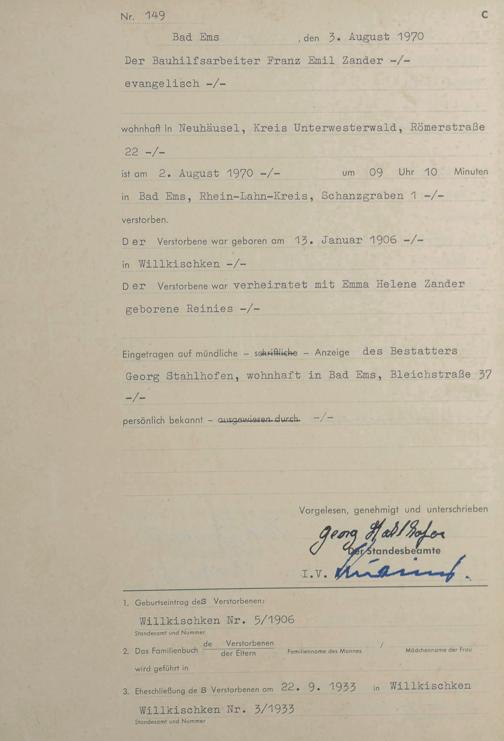 Nr. 149 C
Bad Ems , den 3. August 1970
Der Bauhilfsarbeiter Franz Emil Zander -/-
evangelisch -/-
wohnhaft in Neuhäusel, Kreis Unterwesterwald, Römerstraße
22 -/-
ist am 2. August 1970 -/- um 09 Uhr 10 Minuten
in Bad Ems, Rhein-Lahn-Kreis, Schanzgraben 1 -/-
verstorben.
Der Verstorbene war geboren am 13. Januar 1906 -/-
in Willkischken -/-
Der Verstorbene war verheiratet mit Emma Helene Zander
geborene Reinies -/-
Eingetragen auf mündliche - schriftliche - Anzeige des Bestatters
Georg Stahlhofen, wohnhaft in Bad Ems, Bleichstraße 37
-/-
persönlich bekannt - ausgewiesen durch -/-
Vorgelesen, genehmigt und unterschrieben
Georg Stahlhofen
Der Standesbeamte
I.V.
1. Geburtseintrag des Verstorbenen:
Willkischken Nr. 5/1906
Standesamt und Nummer
2. Das Familienbuch de Verstorbenen /
der Eltern Familienname des Mannes Mädchenname der Frau
wird geführt in
3. Eheschließung des Verstorbenen am 22. 9. 1933 in Willkischken
Willkischken Nr. 3/1933
Standesamt und Nummer